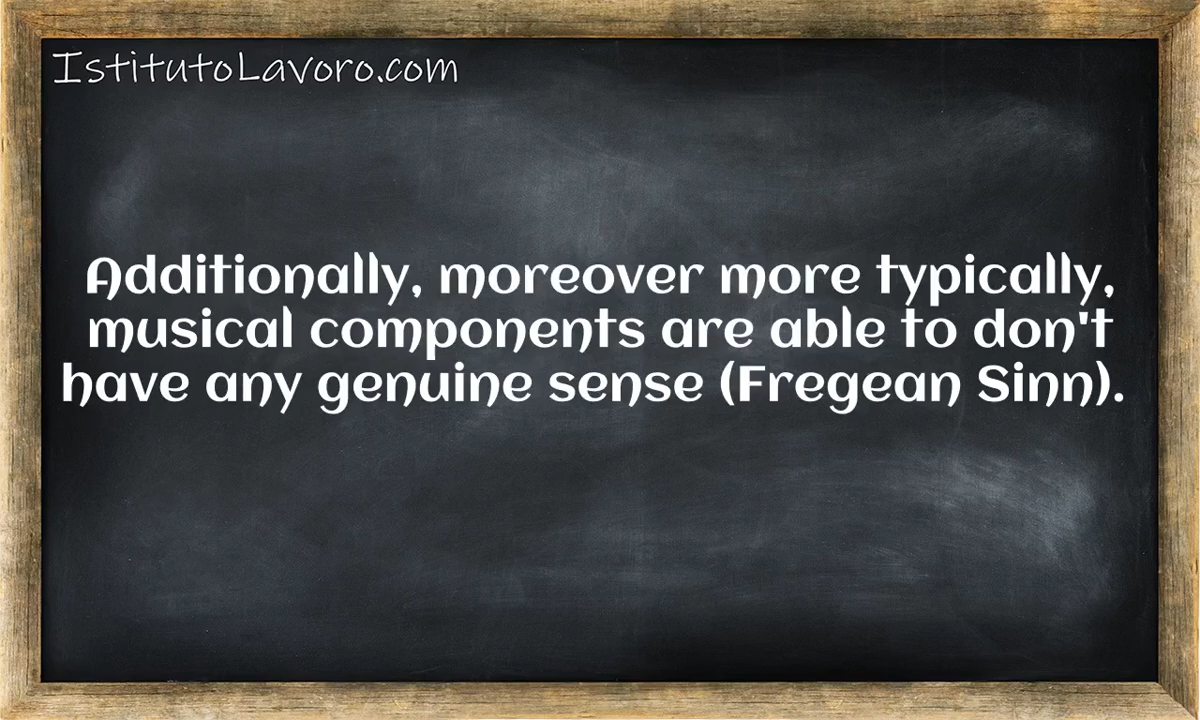 IstitutoLavoro.com
Additionally, moreover more typically,
musical components are able to don't
have any genuine sense (Fregean Sinn).